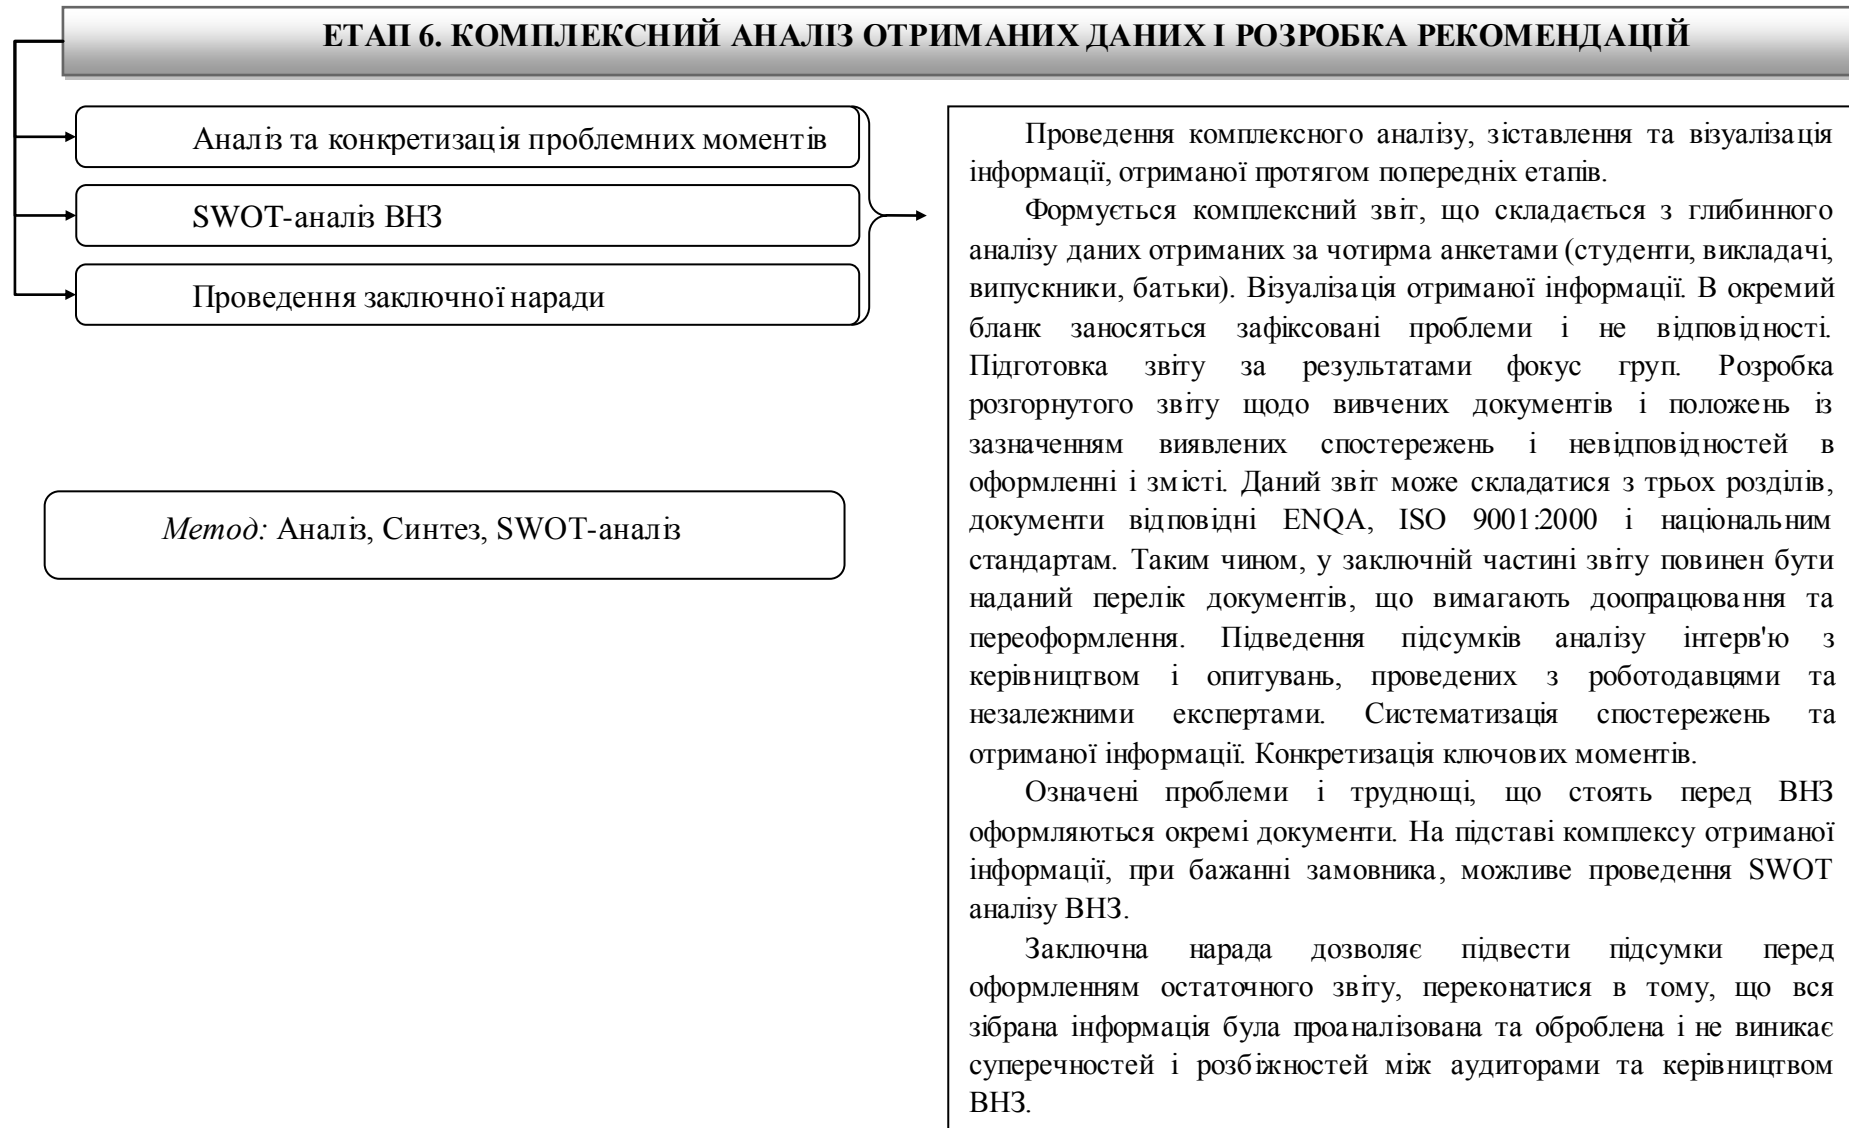 ЕТАП 6. КОМПЛЕКСНИЙ АНАЛІЗ ОТРИМАНИХ ДАНИХ І РОЗРОБКА РЕКОМЕНДАЦІЙ
Аналіз та конкретизація проблемних моментів
SWOT-аналіз ВНЗ
Проведення заключної наради
Метод: Аналіз, Синтез, SWOT-аналіз
Проведення комплексного аналізу, зіставлення та візуалізація
інформації, отриманої протягом попередніх етапів.
Формується комплексний звіт, що складається з глибинного
аналізу даних отриманих за чотирма анкетами (студенти, викладачі,
випускники, батьки). Візуалізація отриманої інформації. В окремий
бланк заносяться зафіксовані проблеми і не відповідності.
Підготовка звіту за результатами фокус груп. Розробка
розгорнутого звіту щодо вивчених документів і положень із
зазначенням виявлених спостережень і невідповідностей в
оформленні і змісті. Даний звіт може складатися з трьох розділів,
документи відповідні ENQA, ISO 9001:2000 і національним
стандартам. Таким чином, у заключній частині звіту повинен бути
наданий перелік документів, що вимагають доопрацювання та
переоформлення. Підведення підсумків аналізу інтерв'ю з
керівництвом і опитувань, проведених з роботодавцями та
незалежними експертами. Систематизація спостережень та
отриманої інформації. Конкретизація ключових моментів.
Означені проблеми і труднощі, що стоять перед ВНЗ
оформляються окремі документи. На підставі комплексу отриманої
інформації, при бажанні замовника, можливе проведення SWOT
аналізу ВНЗ.
Заключна нарада дозволяє підвести підсумки перед
оформленням остаточного звіту, переконатися в тому, що вся
зібрана інформація була проаналізована та оброблена і не виникає
суперечностей і розбіжностей між аудиторами та керівництвом
ВНЗ.